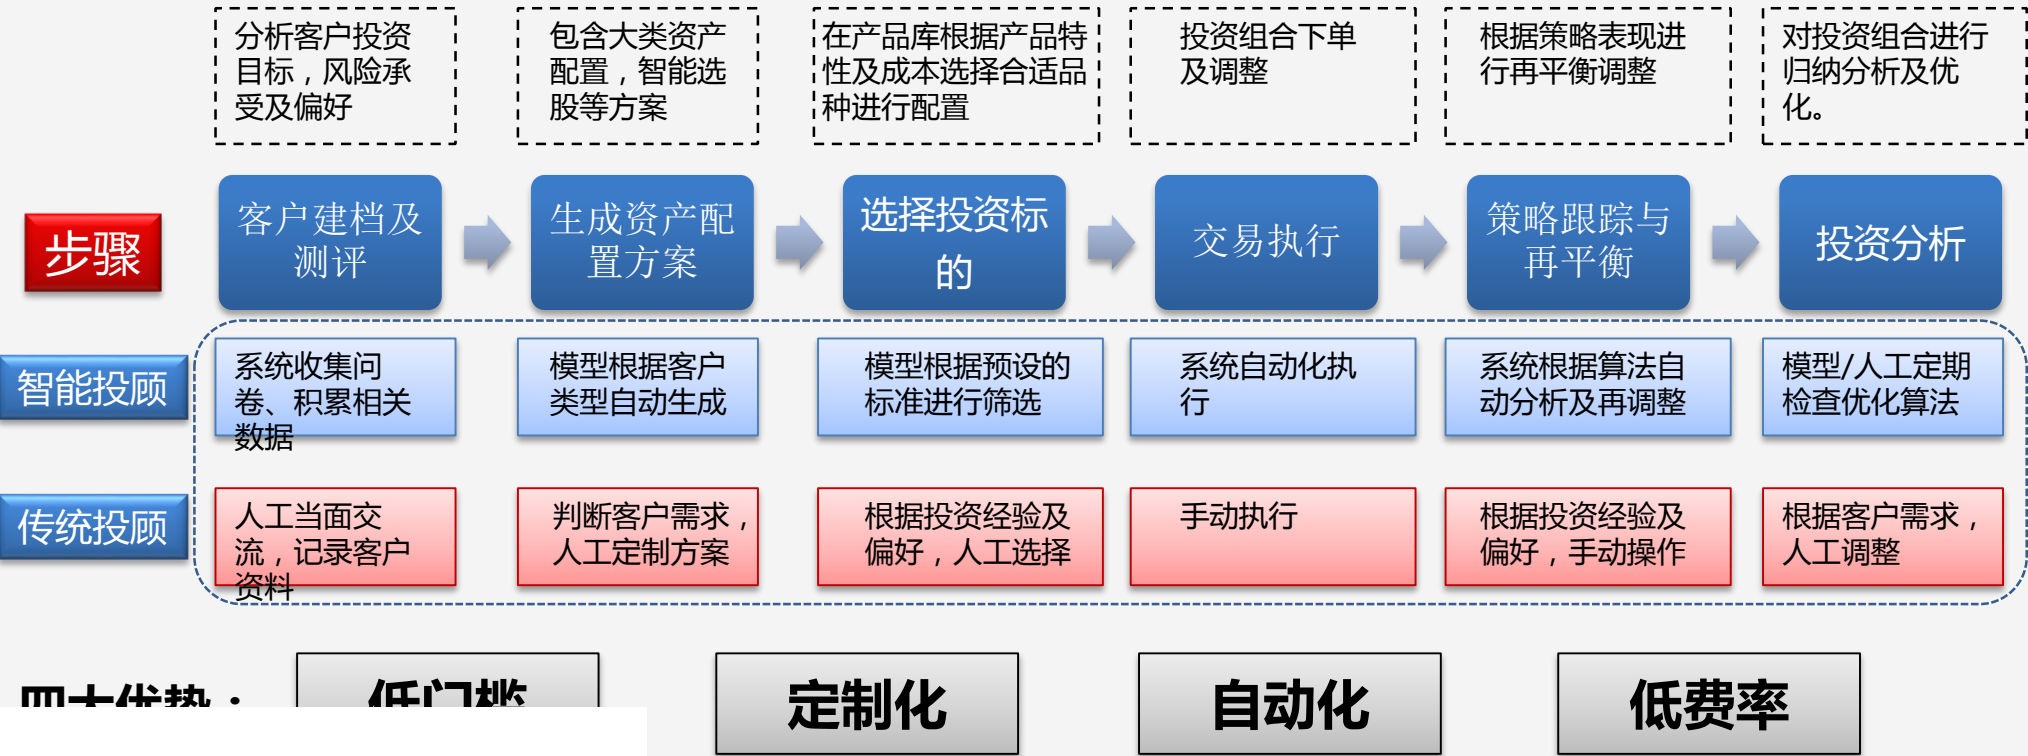 分析客户投资
目标，风险承
受及偏好
包含大类资产
配置，智能选
股等方案
在产品库根据产品特
性及成本选择合适品
种进行配置
投资组合下单
及调整
根据策略表现进
行再平衡调整
对投资组合进行
归纳分析及优
化。
步骤
客户建档及
测评
生成资产配
置方案
选择投资标
的
交易执行
策略跟踪与
再平衡
投资分析
智能投顾
系统收集问
卷、积累相关
数据
模型根据客户
类型自动生成
模型根据预设的
标准进行筛选
系统自动化执
行
系统根据算法自
动分析及再调整
模型/人工定期
检查优化算法
传统投顾
人工当面交
流，记录客户
资料
判断客户需求，
人工定制方案
根据投资经验及
偏好，人工选择
手动执行
根据投资经验及
偏好，手动操作
根据客户需求，
人工调整
四大优势：
低门槛
定制化
自动化
低费率